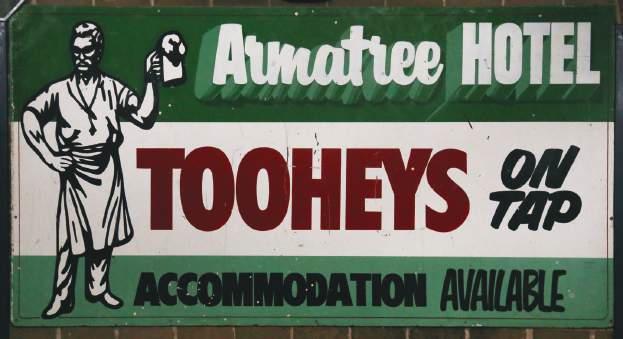 Armatree HOTEL
TOOHEYS ON TAP
ACCOMMODATION AVAILABLE